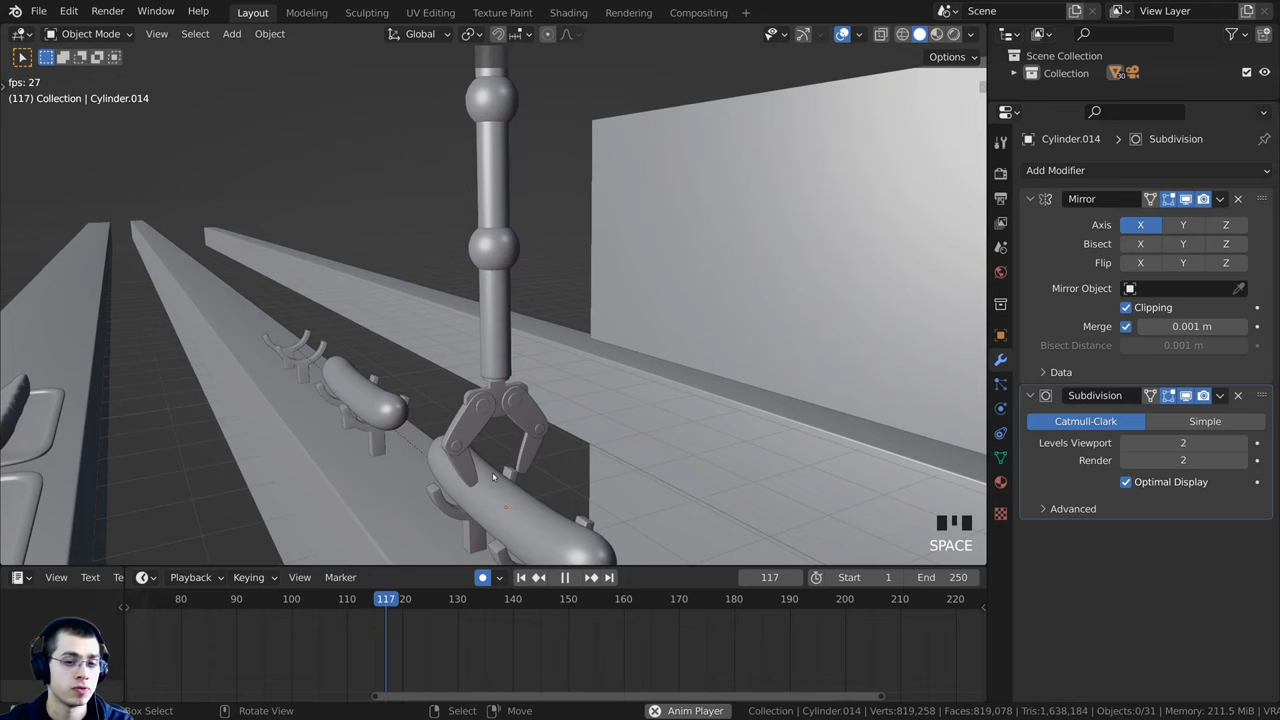 File Edit Render Window Help Layout Modeling Sculpting UV Editing Texture Paint Shading Rendering Compositing + Scene View Layer
Object Mode View Select Add Object Global
Options
fps: 27
(117) Collection | Cylinder.014
Scene Collection
Collection 30
Cylinder.014 > Subdivision
Add Modifier
Mirror
Axis X Y Z
Bisect X Y Z
Flip X Y Z
Mirror Object
Clipping
Merge 0.001 m
Bisect Distance 0.001 m
Data
Subdivision
Catmull-Clark Simple
Levels Viewport 2
Render 2
Optimal Display
Advanced
SPACE
View Text Te Playback Keying View Marker 117 Start 1 End 250
80 90 100 110 117 20 130 140 150 160 170 180 190 200 210 220
Box Select Rotate View Select Move Anim Player Collection | Cylinder.014 | Verts:819,258 | Faces:819,078 | Tris:1,638,184 | Objects:0/31 | Memory: 211.5 MiB | VRA